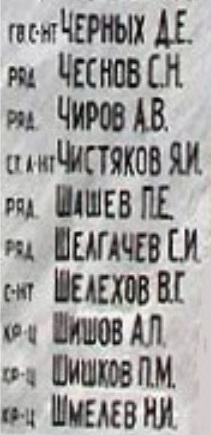 ГВ С-НТ ЧЕРНЫХ Д.Е.
РЯД ЧЕСНОВ С.Н.
РЯД. ЧИРОВ А.В.
СТ. Л-НТ ЧИСТЯКОВ Я.И.
РЯД. ШАШЕВ П.Е.
РЯД ШЕЛГАЧЕВ С.И.
С-НТ ШЕЛЕХОВ В.Г.
КР-Ц ШИШОВ А.П.
КР-Ц ШИШКОВ П.М.
КР-Ц ШМЕЛЕВ Н.И.